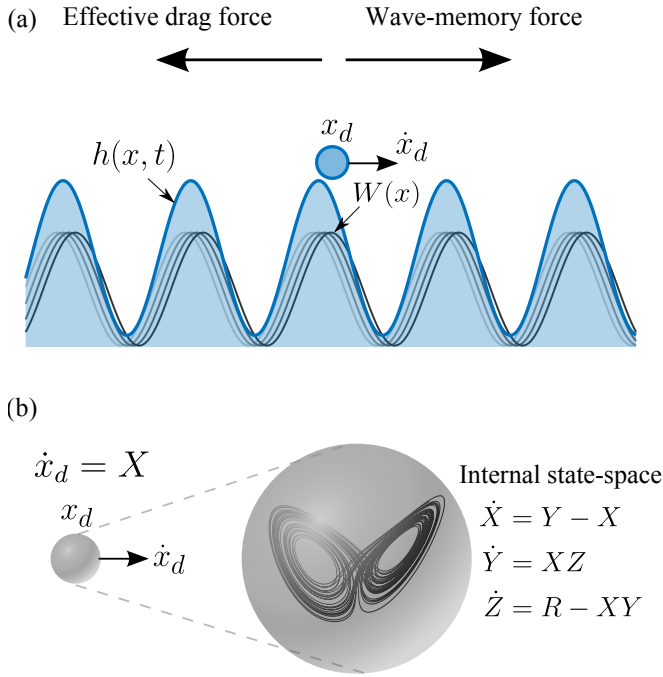 (a) Effective drag force Wave-memory force
x_d
ẋ_d
h(x, t)
W(x)
(b)
ẋ_d = X
Internal state-space
x_d
Ẋ = Y − X
ẋ_d
Ẏ = XZ
Ż = R − XY